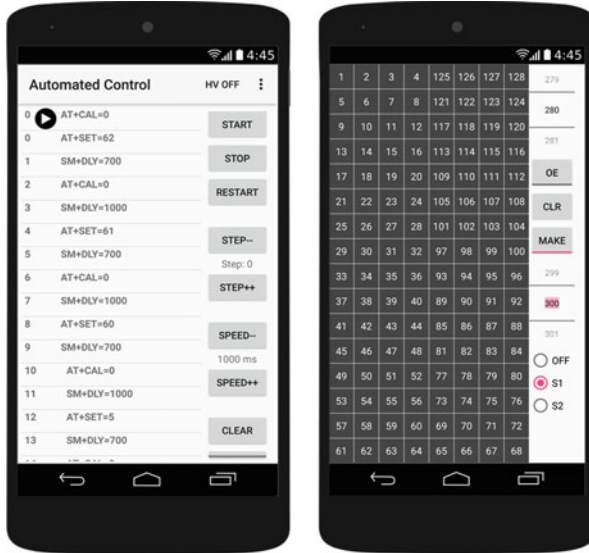 4:45
Automated Control HV OFF
0 AT+CAL=0
0 AT+SET=62
1 SM+DLY=700
2 AT+CAL=0
3 SM+DLY=1000
4 AT+SET=61
5 SM+DLY=700
6 AT+CAL=0
7 SM+DLY=1000
8 AT+SET=60
9 SM+DLY=700
10 AT+CAL=0
11 SM+DLY=1000
12 AT+SET=5
13 SM+DLY=700
START
STOP
RESTART
STEP--
Step: 0
STEP++
SPEED--
1000 ms
SPEED++
CLEAR
4:45
1 2 3 4 125 126 127 128
5 6 7 8 121 122 123 124
9 10 11 12 117 118 119 120
13 14 15 16 113 114 115 116
17 18 19 20 109 110 111 112
21 22 23 24 105 106 107 108
25 26 27 28 101 102 103 104
29 30 31 32 97 98 99 100
33 34 35 36 93 94 95 96
37 38 39 40 89 90 91 92
41 42 43 44 85 86 87 88
45 46 47 48 81 82 83 84
49 50 51 52 77 78 79 80
53 54 55 56 73 74 75 76
57 58 59 60 69 70 71 72
61 62 63 64 65 66 67 68
279
280
281
OE
CLR
MAKE
299
300
301
OFF
S1
S2